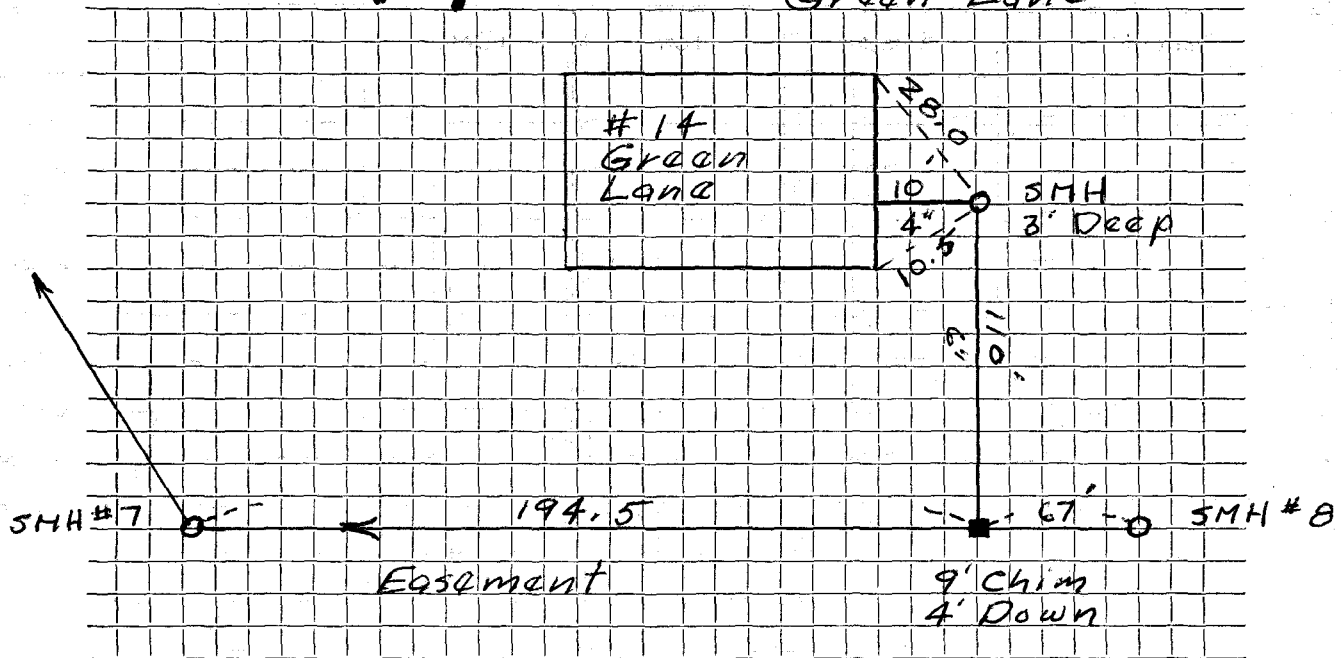 Green Lane
# 14
Green
Lane
28.0
10
SMH
4"
3' Deep
10.5
6"
110'
SMH #7
194.5
67'
SMH # 8
Easement
9' Chim
4' Down